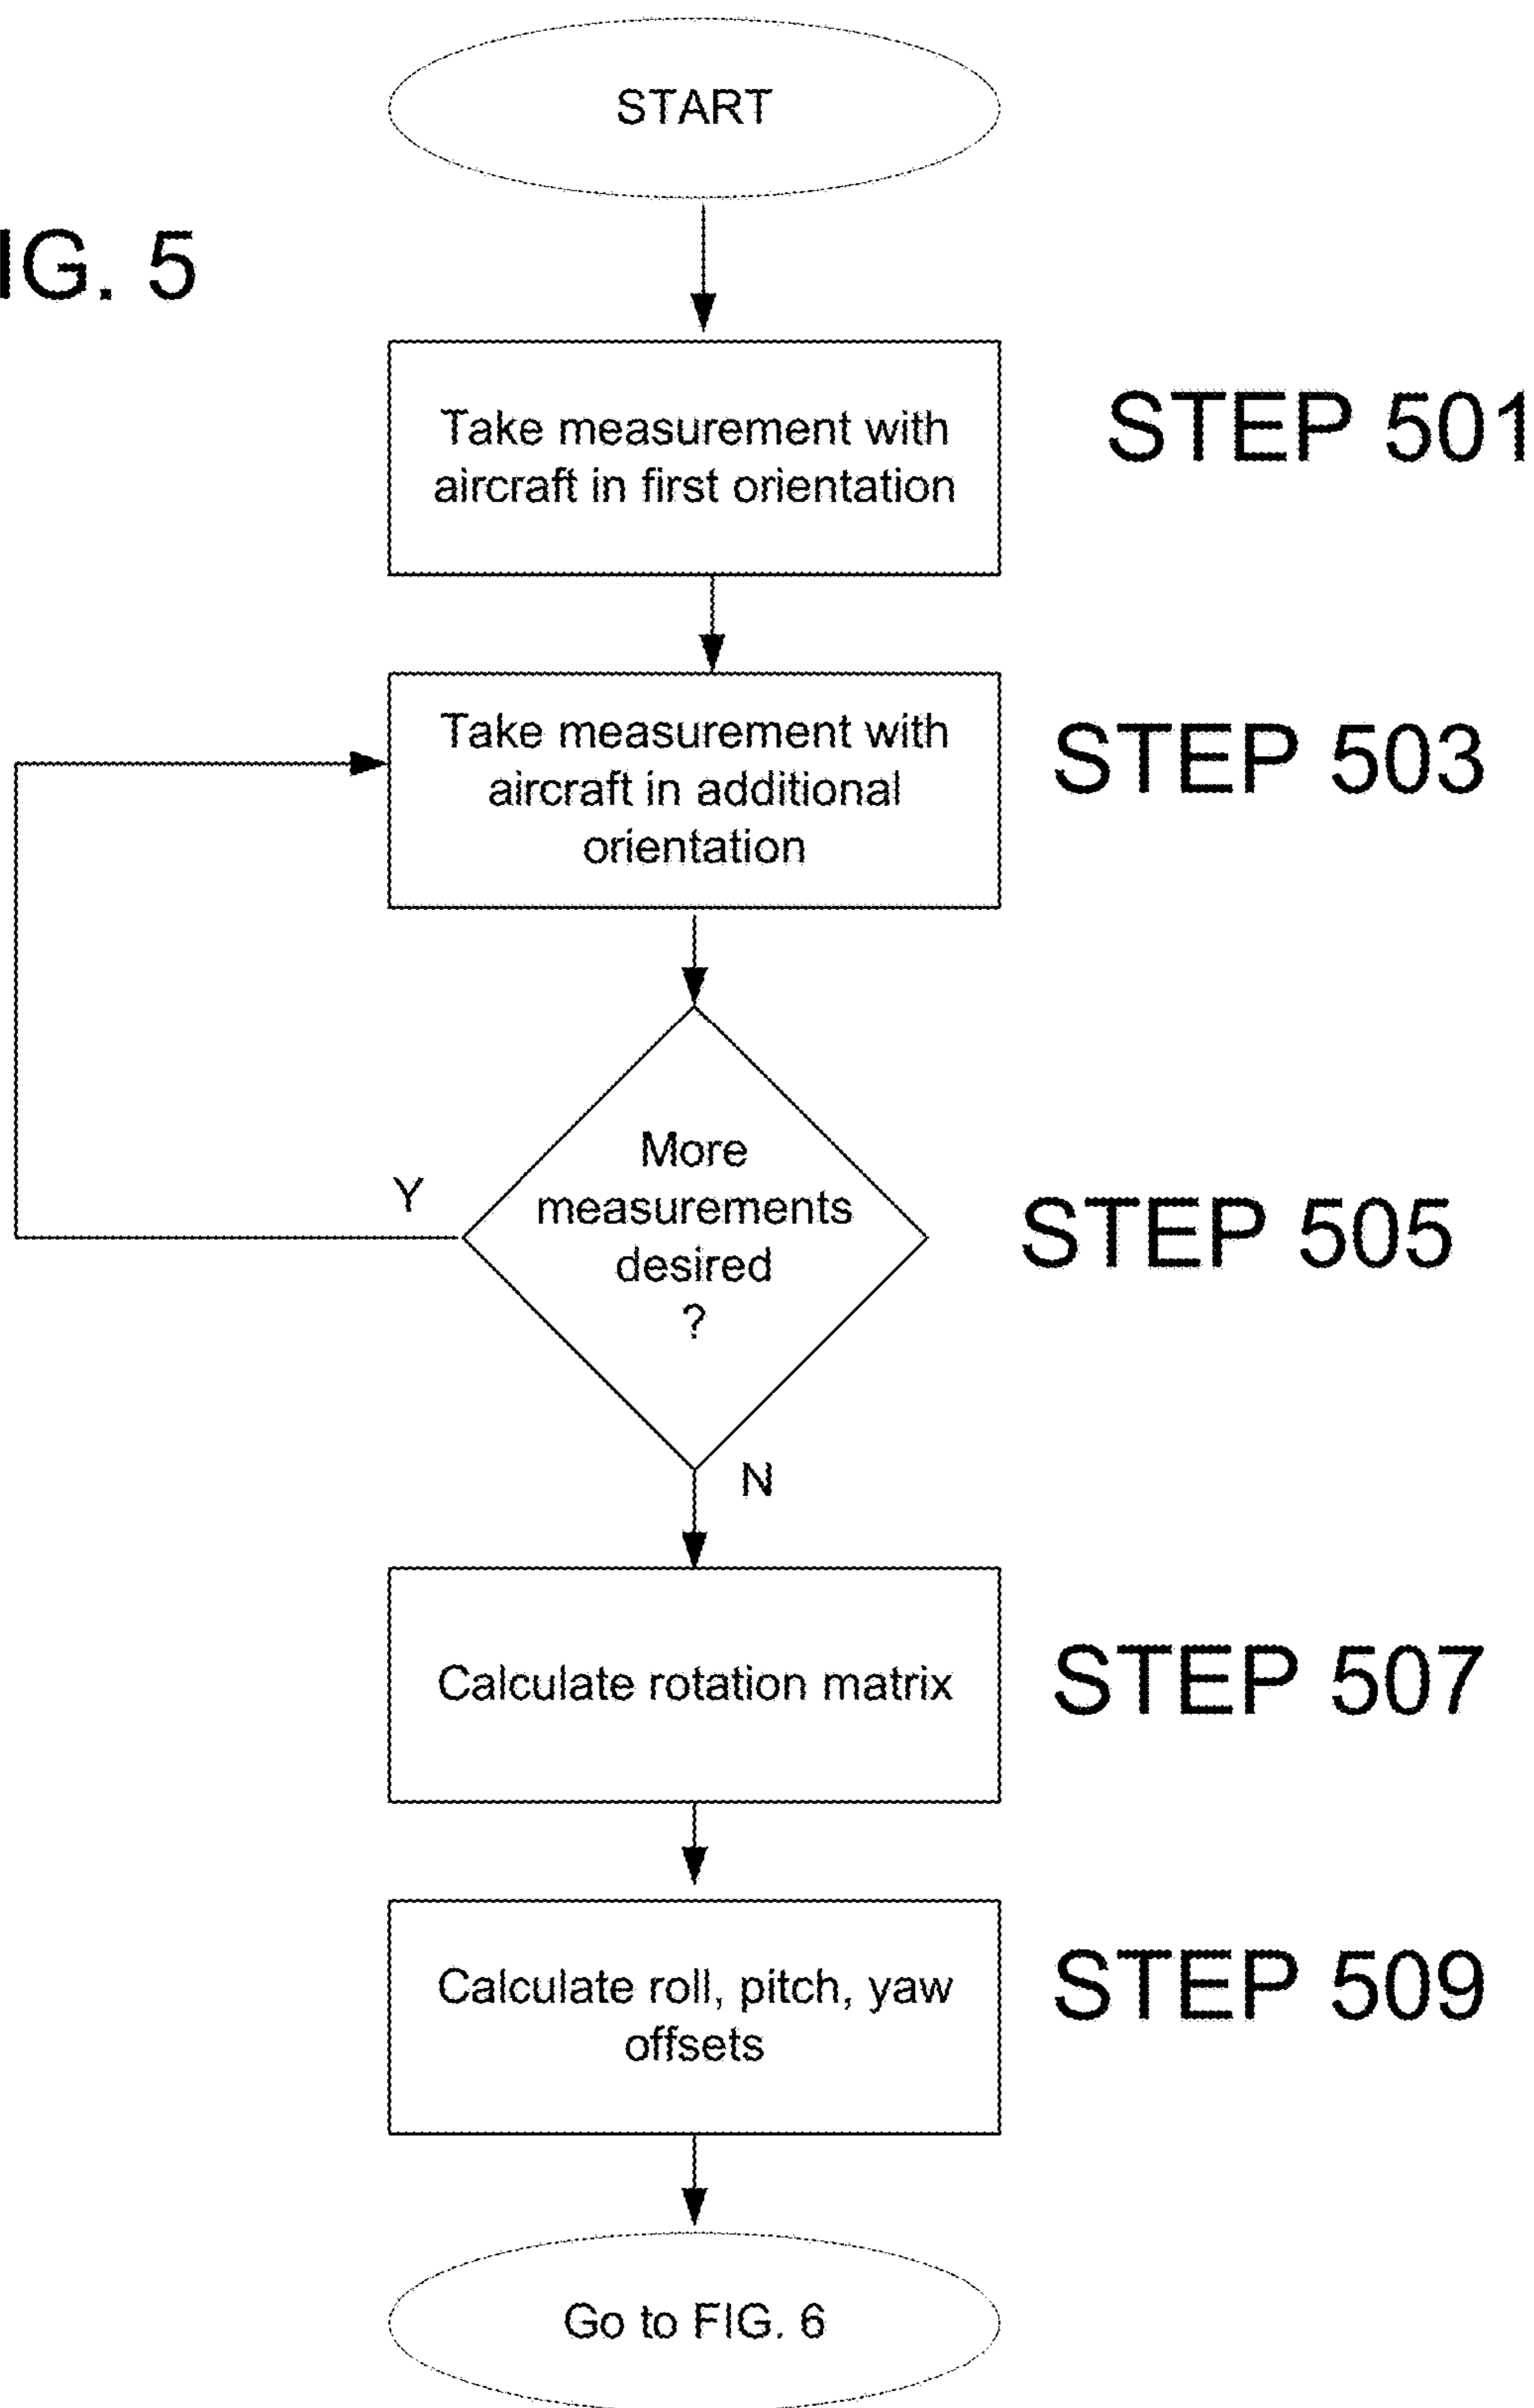 START
IG. 5
Take measurement with
aircraft in first orientation
STEP 501
Take measurement with
aircraft in additional
orientation
STEP 503
More
measurements
desired
?
Y
STEP 505
N
Calculate rotation matrix
STEP 507
Calculate roll, pitch, yaw
offsets
STEP 509
Go to FIG. 6